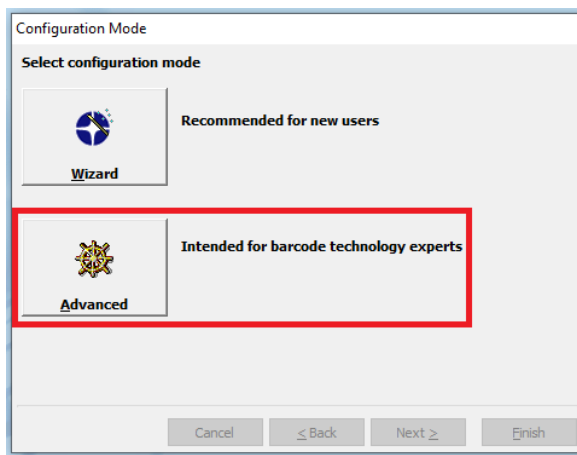 Configuration Mode
Select configuration mode
Recommended for new users
Wizard
Intended for barcode technology experts
Advanced
Cancel
< Back
Next >
Finish